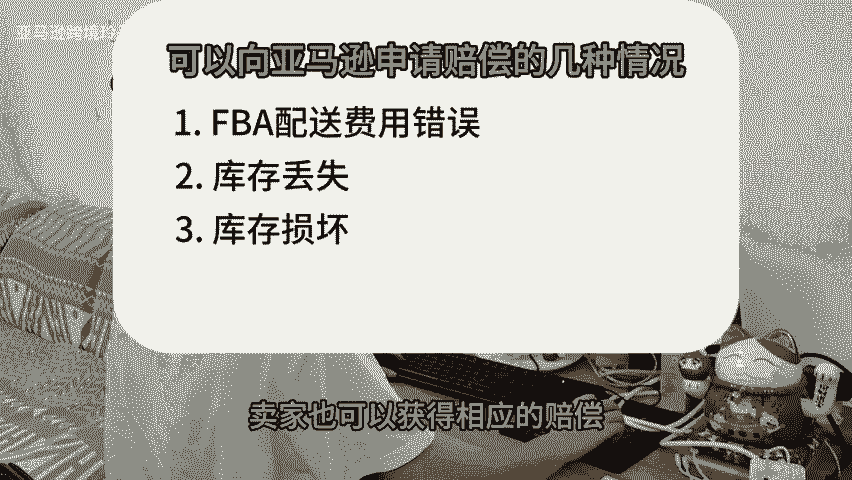 亚马逊跨境
可以向亚马逊申请赔偿的几种情况
1. FBA配送费用错误
2. 库存丢失
3. 库存损坏
卖家也可以获得相应的赔偿